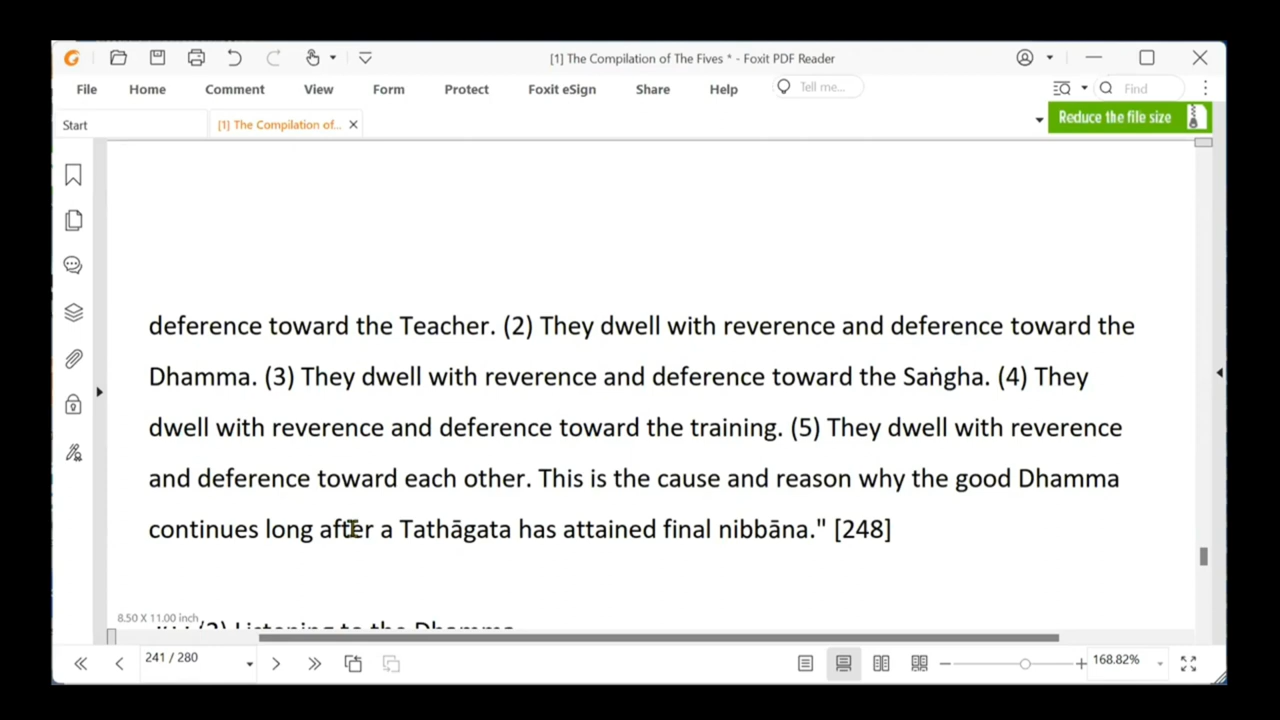 [1] The Compilation of The Fives * - Foxit PDF Reader
File Home Comment View Form Protect Foxit eSign Share Help Tell me... Find
Start [1] The Compilation of... Reduce the file size
deference toward the Teacher. (2) They dwell with reverence and deference toward the
Dhamma. (3) They dwell with reverence and deference toward the Saṅgha. (4) They
dwell with reverence and deference toward the training. (5) They dwell with reverence
and deference toward each other. This is the cause and reason why the good Dhamma
continues long after a Tathāgata has attained final nibbāna." [248]
8.50 X 11.00 inch
(2) Listening to the Dhamma
241 / 280 168.82%